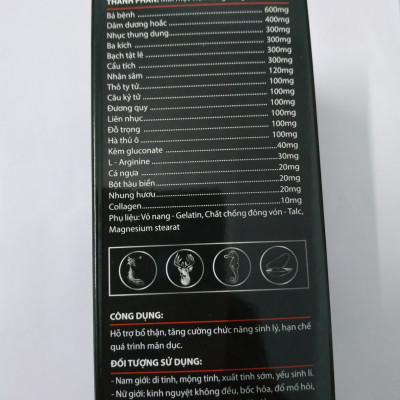 THÀNH PHẦN:
Bá bệnh 600mg
Dâm dương hoắc 400mg
Nhục thung dung 300mg
Ba kích 300mg
Bạch tật lê 300mg
Cẩu tích 300mg
Nhân sâm 120mg
Thỏ ty tử 100mg
Câu kỷ tử 100mg
Đương quy 100mg
Liên nhục 100mg
Đỗ trọng 100mg
Hà thủ ô 100mg
Kẽm gluconate 40mg
L - Arginine 30mg
Cá ngựa 20mg
Bột hàu biển 20mg
Nhung hươu 20mg
Collagen 10mg
Phụ liệu: Vỏ nang - Gelatin, Chất chống đông vón - Talc,
Magnesium stearat
CÔNG DỤNG:
Hỗ trợ bổ thận, tăng cường chức năng sinh lý, hạn chế
quá trình mãn dục.
ĐỐI TƯỢNG SỬ DỤNG:
- Nam giới: di tinh, mộng tinh, xuất tinh sớm, yếu sinh lí.
- Nữ giới: kinh nguyệt không đều, bốc hỏa, đổ mồ hôi,